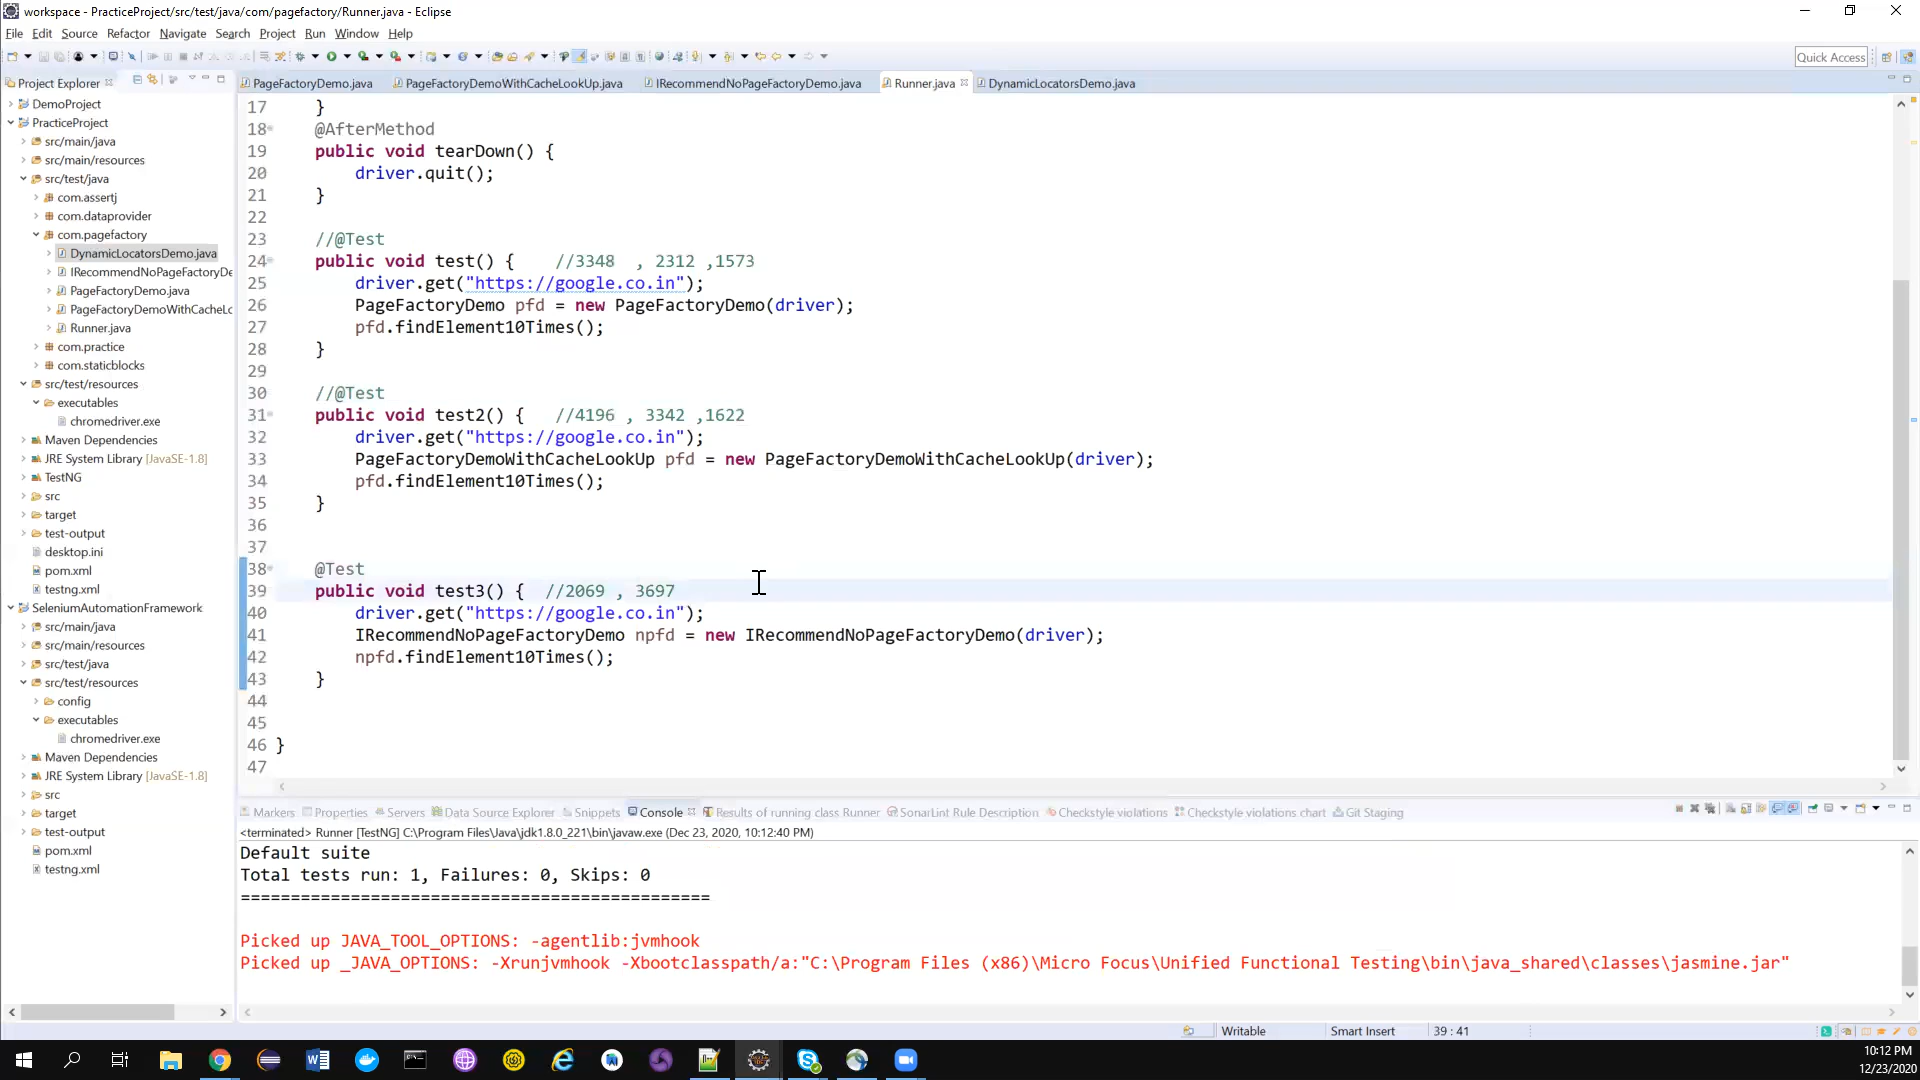 workspace - PracticeProject/src/test/java/com/pagefactory/Runner.java - Eclipse
File Edit Source Refactor Navigate Search Project Run Window Help
Quick Access
Project Explorer
PageFactoryDemo.java PageFactoryDemoWithCacheLookUp.java IRecommendNoPageFactoryDemo.java Runner.java DynamicLocatorsDemo.java
DemoProject
PracticeProject
src/main/java
src/main/resources
src/test/java
com.assertj
com.dataprovider
com.pagefactory
DynamicLocatorsDemo.java
IRecommendNoPageFactoryDe
PageFactoryDemo.java
PageFactoryDemoWithCacheLo
Runner.java
com.practice
com.staticblocks
src/test/resources
executables
chromedriver.exe
Maven Dependencies
JRE System Library [JavaSE-1.8]
TestNG
src
target
test-output
desktop.ini
pom.xml
testng.xml
SeleniumAutomationFramework
src/main/java
src/main/resources
src/test/java
src/test/resources
config
executables
chromedriver.exe
Maven Dependencies
JRE System Library [JavaSE-1.8]
src
target
test-output
pom.xml
testng.xml
17 }
18 @AfterMethod
19 public void tearDown() {
20 driver.quit();
21 }
22
23 //@Test
24 public void test() { //3348 , 2312 ,1573
25 driver.get("https://google.co.in");
26 PageFactoryDemo pfd = new PageFactoryDemo(driver);
27 pfd.findElement10Times();
28 }
29
30 //@Test
31 public void test2() { //4196 , 3342 ,1622
32 driver.get("https://google.co.in");
33 PageFactoryDemoWithCacheLookUp pfd = new PageFactoryDemoWithCacheLookUp(driver);
34 pfd.findElement10Times();
35 }
36
37
38 @Test
39 public void test3() { //2069 , 3697
40 driver.get("https://google.co.in");
41 IRecommendNoPageFactoryDemo npfd = new IRecommendNoPageFactoryDemo(driver);
42 npfd.findElement10Times();
43 }
44
45
46 }
47
Markers Properties Servers Data Source Explorer Snippets Console Results of running class Runner SonarLint Rule Description Checkstyle violations Checkstyle violations chart Git Staging
<terminated> Runner [TestNG] C:\Program Files\Java\jdk1.8.0_221\bin\javaw.exe (Dec 23, 2020, 10:12:40 PM)
Default suite
Total tests run: 1, Failures: 0, Skips: 0
===============================================
Picked up JAVA_TOOL_OPTIONS: -agentlib:jvmhook
Picked up _JAVA_OPTIONS: -Xrunjvmhook -Xbootclasspath/a:"C:\Program Files (x86)\Micro Focus\Unified Functional Testing\bin\java_shared\classes\jasmine.jar"
Writable Smart Insert 39 : 41
10:12 PM
12/23/2020